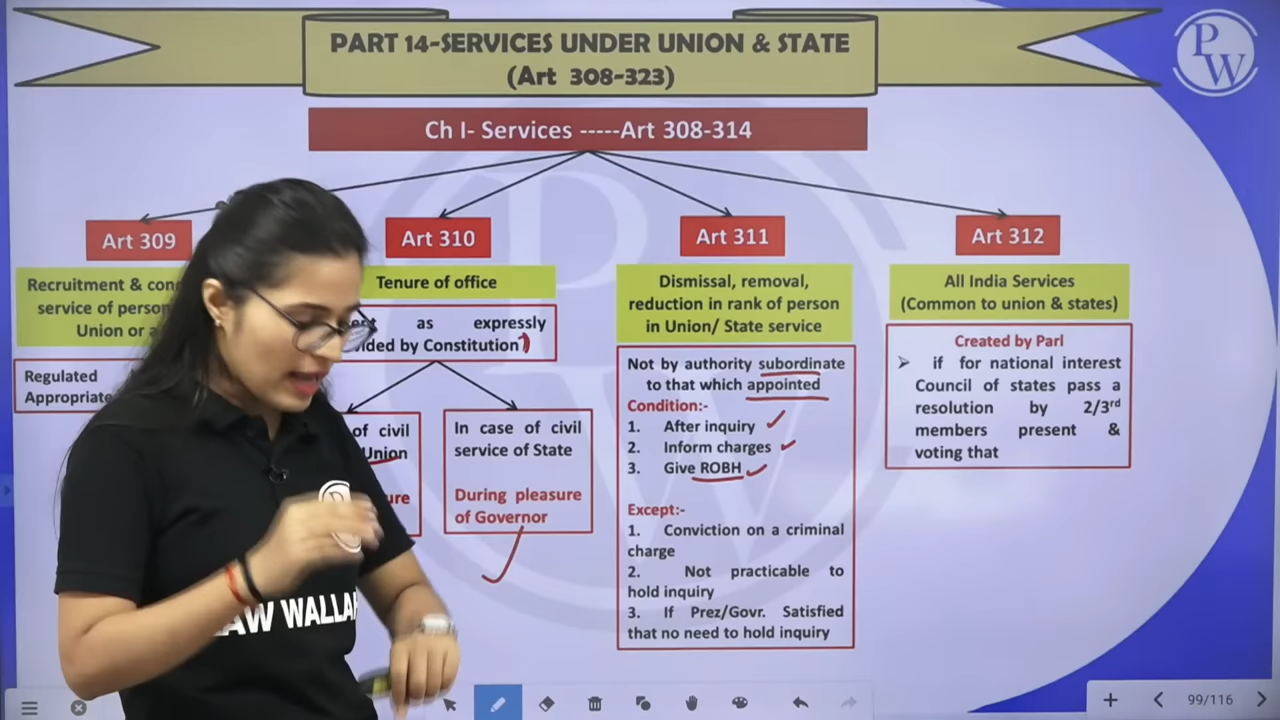 PART 14-SERVICES UNDER UNION & STATE
(Art 308-323)
PW
Ch I- Services -----Art 308-314
Art 309
Recruitment &
service of
Union or
Regulated
Appropriate
Art 310
Tenure of office
as expressly
by Constitution
of civil
Union
In case of civil
service of State
During pleasure
of Governor
Art 311
Dismissal, removal,
reduction in rank of person
in Union/ State service
Not by authority subordinate
to that which appointed
Condition:-
1. After inquiry
2. Inform charges
3. Give ROBH
Except:-
1. Conviction on a criminal
charge
2. Not practicable to
hold inquiry
3. If Prez/Govr. Satisfied
that no need to hold inquiry
Art 312
All India Services
(Common to union & states)
Created by Parl
➢ if for national interest
Council of states pass a
resolution by 2/3rd
members present &
voting that
LAW WALLAH
99/116